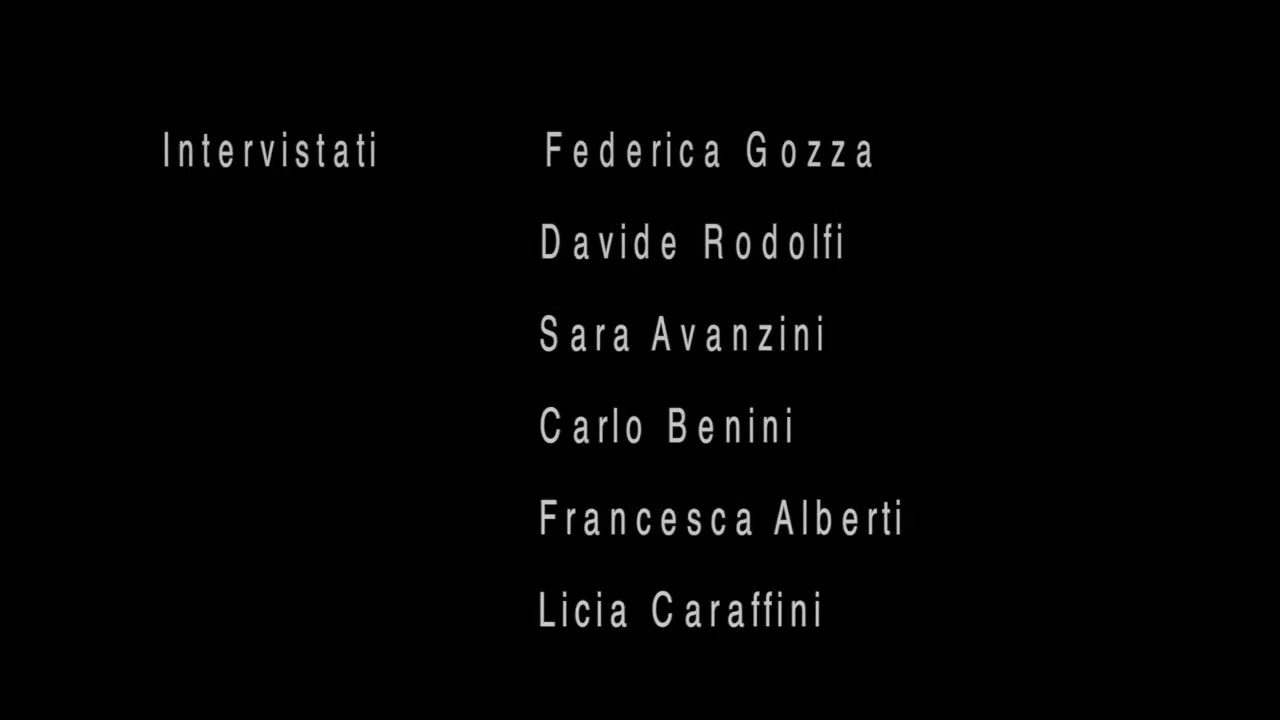 Intervistati Federica Gozza
Davide Rodolfi
Sara Avanzini
Carlo Benini
Francesca Alberti
Licia Caraffini